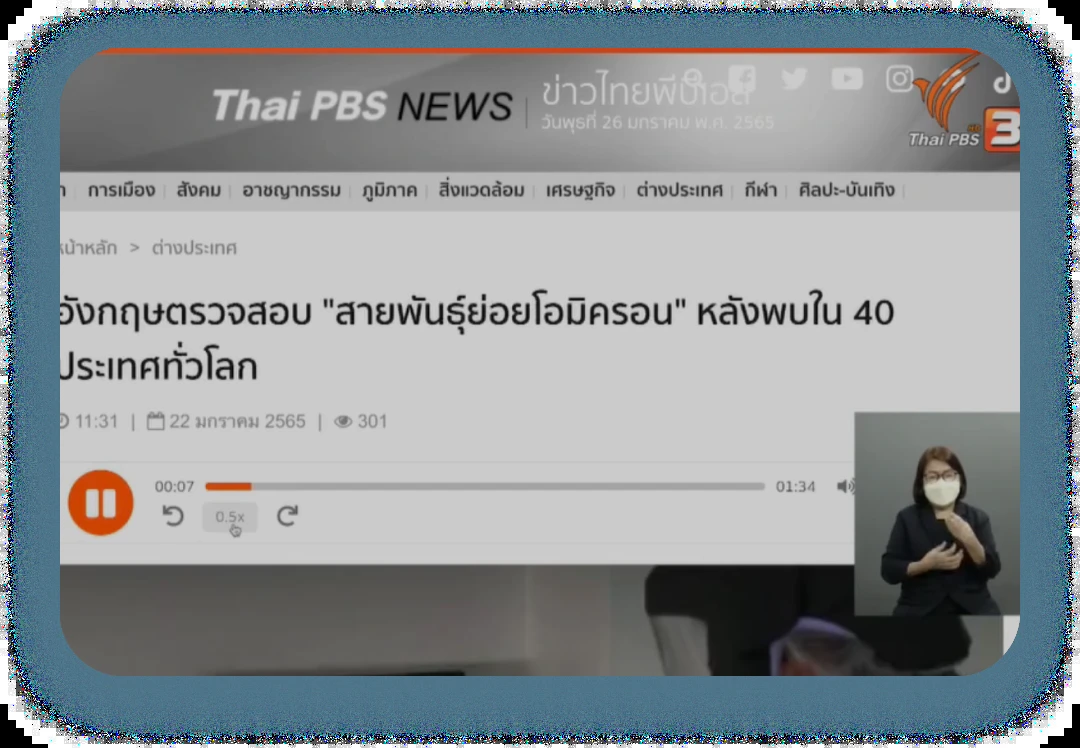 Thai PBS NEWS
ข่าวไทยพีบีเอส
วันพุธที่ 26 มกราคม พ.ศ. 2565
Thai PBS
3
การเมือง สังคม อาชญากรรม ภูมิภาค สิ่งแวดล้อม เศรษฐกิจ ต่างประเทศ กีฬา ศิลปะ-บันเทิง
หน้าหลัก > ต่างประเทศ
อังกฤษตรวจสอบ "สายพันธุ์ย่อยโอมิครอน" หลังพบใน 40
ประเทศทั่วโลก
11:31 | 22 มกราคม 2565 | 301
00:07 01:34
0.5x